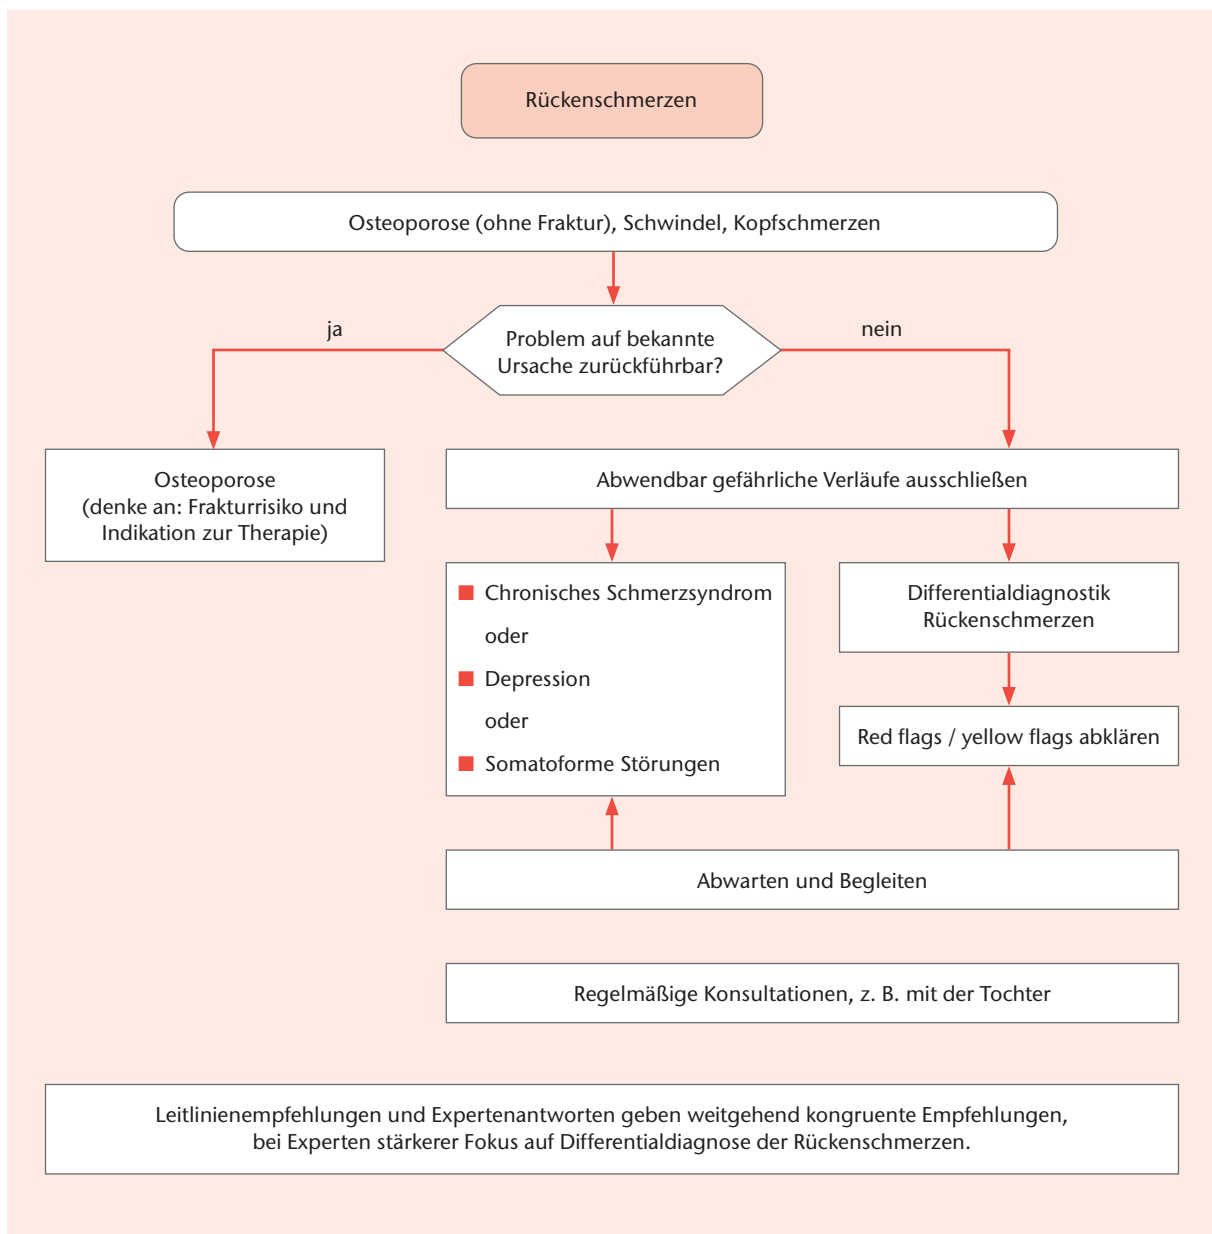 Rückenschmerzen
Osteoporose (ohne Fraktur), Schwindel, Kopfschmerzen
ja
Problem auf bekannte
Ursache zurückführbar?
nein
Osteoporose
(denke an: Frakturrisiko und
Indikation zur Therapie)
Abwendbar gefährliche Verläufe ausschließen
Chronisches Schmerzsyndrom
oder
Depression
oder
Somatoforme Störungen
Differentialdiagnostik
Rückenschmerzen
Red flags / yellow flags abklären
Abwarten und Begleiten
Regelmäßige Konsultationen, z. B. mit der Tochter
Leitlinienempfehlungen und Expertenantworten geben weitgehend kongruente Empfehlungen,
bei Experten stärkerer Fokus auf Differentialdiagnose der Rückenschmerzen.